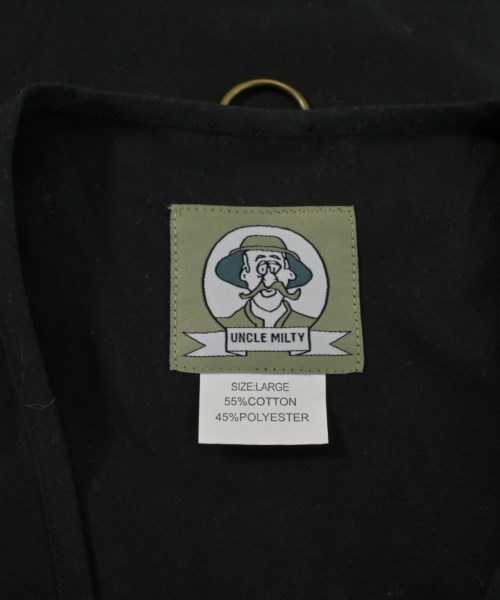 UNCLE MILTY
SIZE:LARGE
55%COTTON
45%POLYESTER